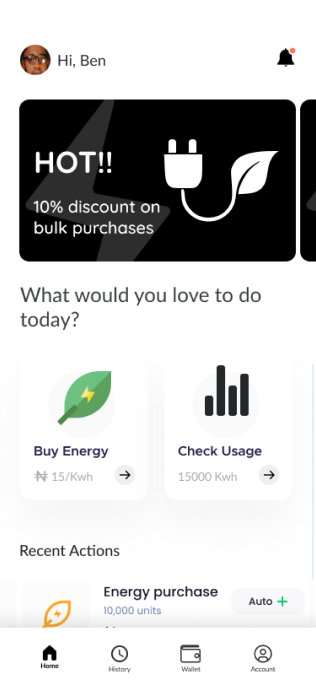 Hi, Ben
HOT!!
10% discount on
bulk purchases
What would you love to do
today?
Buy Energy
₦ 15/Kwh
Check Usage
15000 Kwh
Recent Actions
Energy purchase
10,000 units
Auto +
Home
History
Wallet
Account